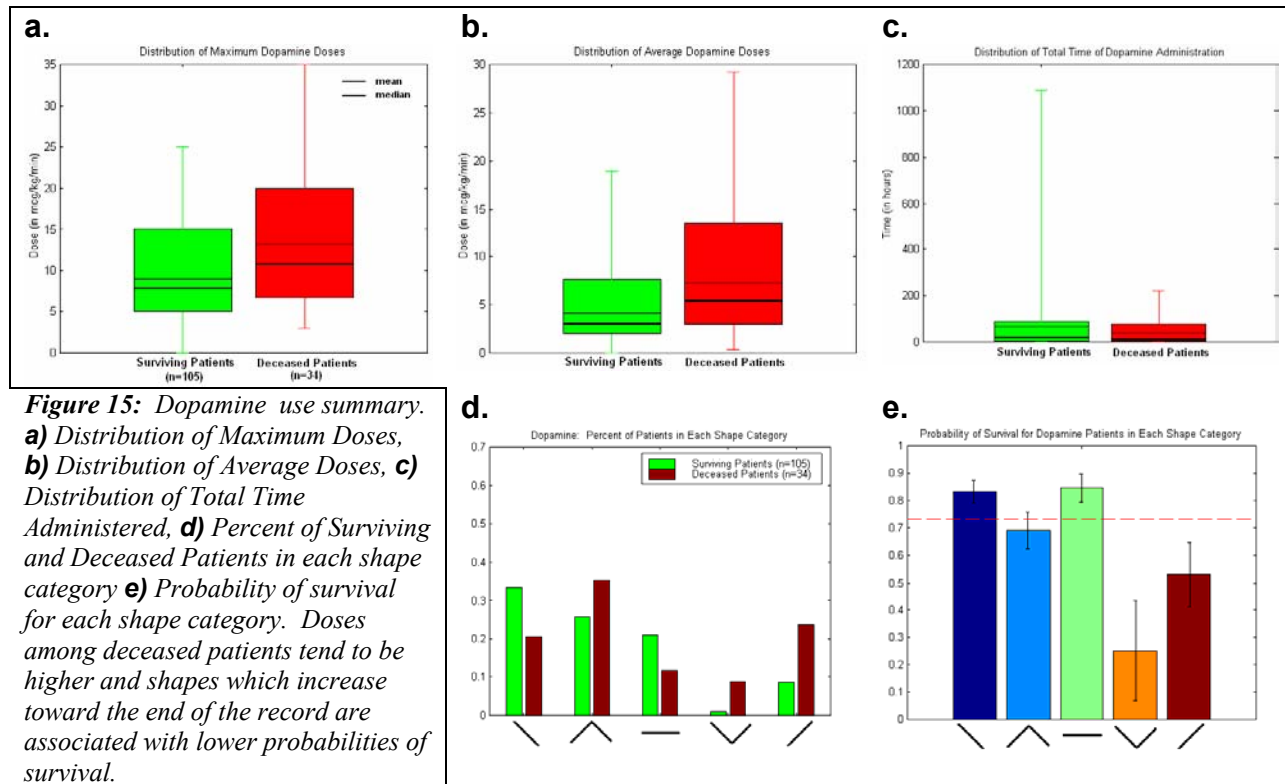 a.
Distribution of Maximum Dopamine Doses
35
30
25
20
15
10
5
0
Dose (in mcg/kg/min)
mean
median
Surviving Patients
(n=105)
Deceased Patients
(n=34)
b.
Distribution of Average Dopamine Doses
30
25
20
15
10
5
0
Dose (in mcg/kg/min)
Surviving Patients
Deceased Patients
c.
Distribution of Total Time of Dopamine Administration
1200
1000
800
600
400
200
0
Time (in hours)
Surviving Patients
Deceased Patients
Figure 15: Dopamine use summary.
a) Distribution of Maximum Doses,
b) Distribution of Average Doses, c)
Distribution of Total Time
Administered, d) Percent of Surviving
and Deceased Patients in each shape
category e) Probability of survival
for each shape category. Doses
among deceased patients tend to be
higher and shapes which increase
toward the end of the record are
associated with lower probabilities of
survival.
d.
Dopamine: Percent of Patients in Each Shape Category
0.7
0.6
0.5
0.4
0.3
0.2
0.1
0
Surviving Patients (n=105)
Deceased Patients (n=34)
e.
Probability of Survival for Dopamine Patients in Each Shape Category
1
0.9
0.8
0.7
0.6
0.5
0.4
0.3
0.2
0.1
0